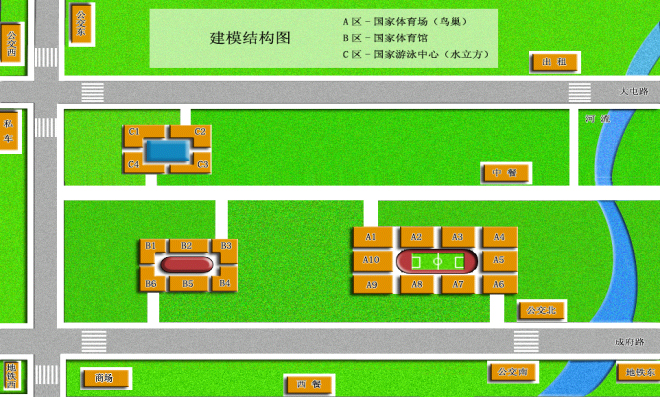 公交西
公交东
建模结构图
A 区 - 国家体育场（鸟巢）
B 区 - 国家体育馆
C 区 - 国家游泳中心（水立方）
出 租
大屯路
私 车
河 流
C1
C2
C4
C3
中 餐
B1
B2
B3
B6
B5
B4
A1
A2
A3
A4
A10
A5
A9
A8
A7
A6
公交北
成府路
地铁西
商场
西 餐
公交南
地铁东